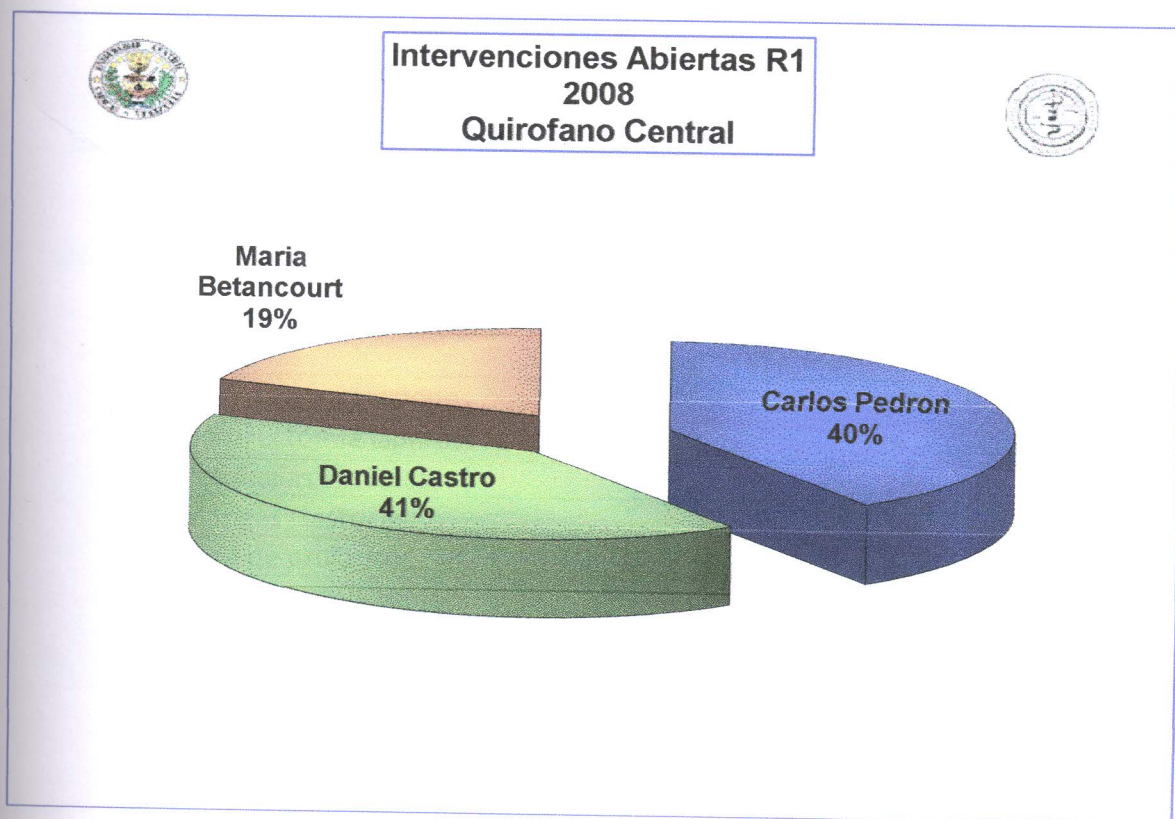 Intervenciones Abiertas R1
2008
Quirofano Central
Maria
Betancourt
19%
Carlos Pedron
40%
Daniel Castro
41%